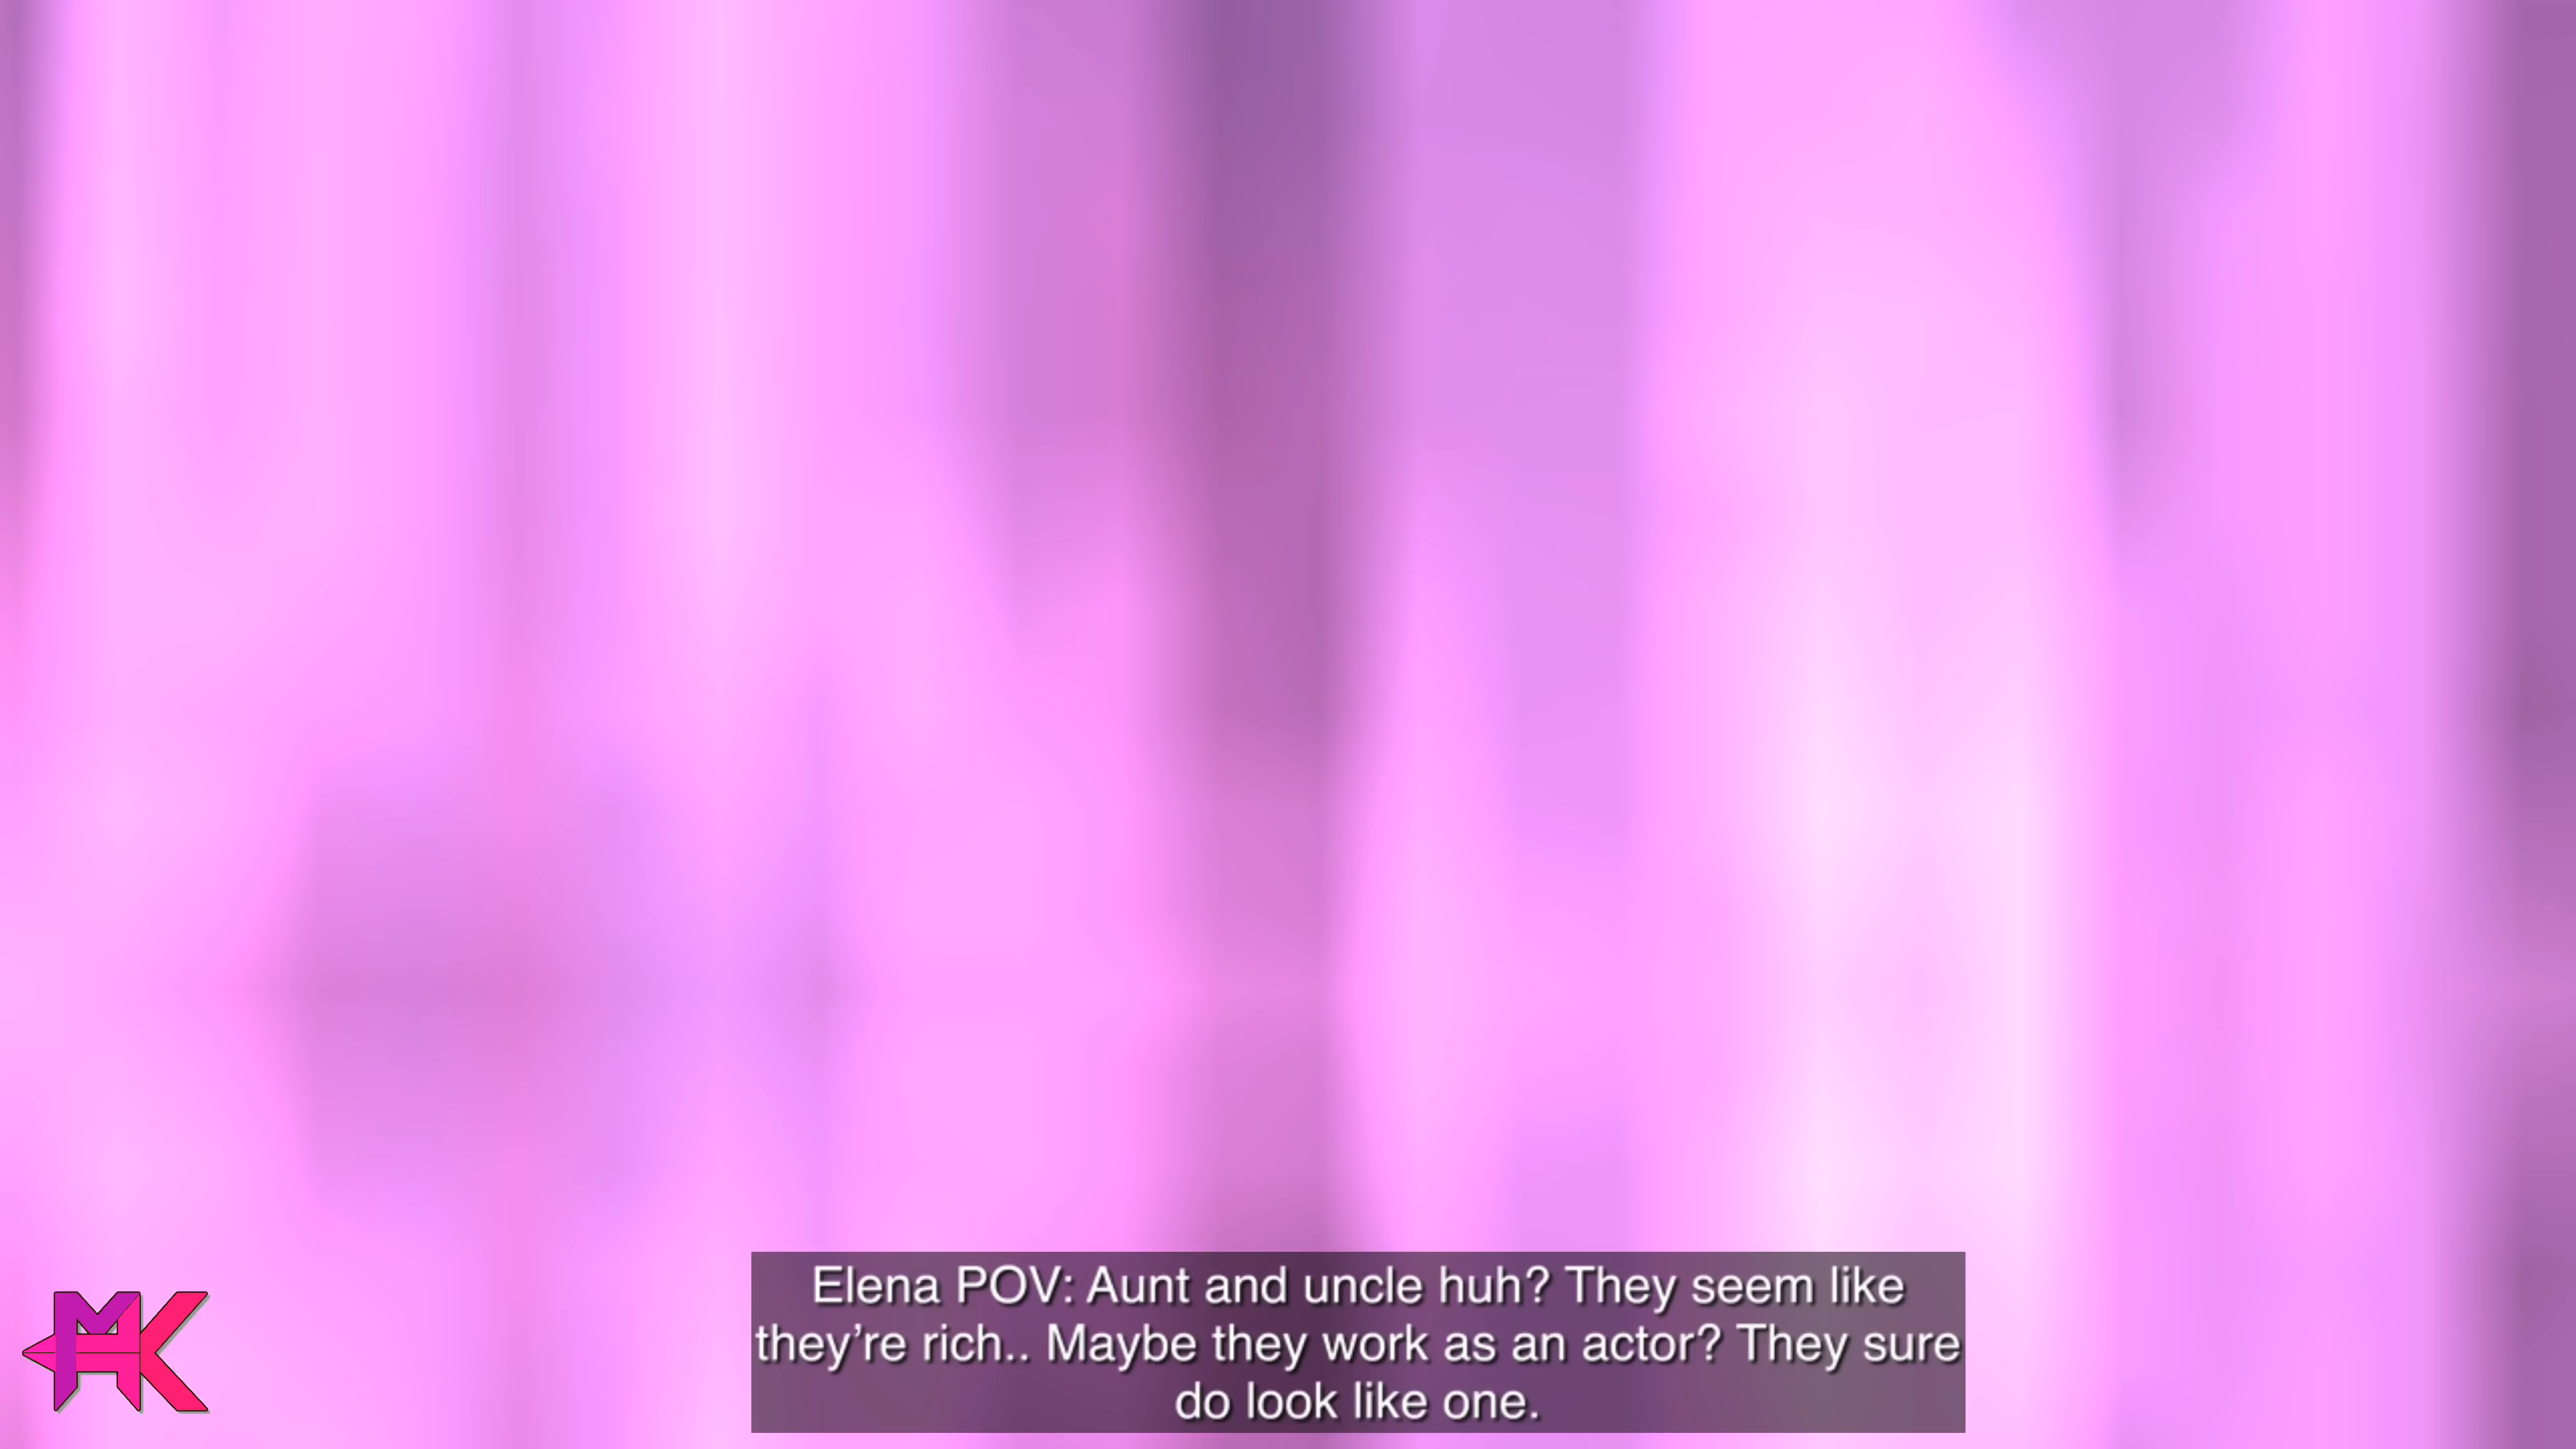 Elena POV: Aunt and uncle huh? They seem like
they’re rich.. Maybe they work as an actor? They sure
do look like one.
MK